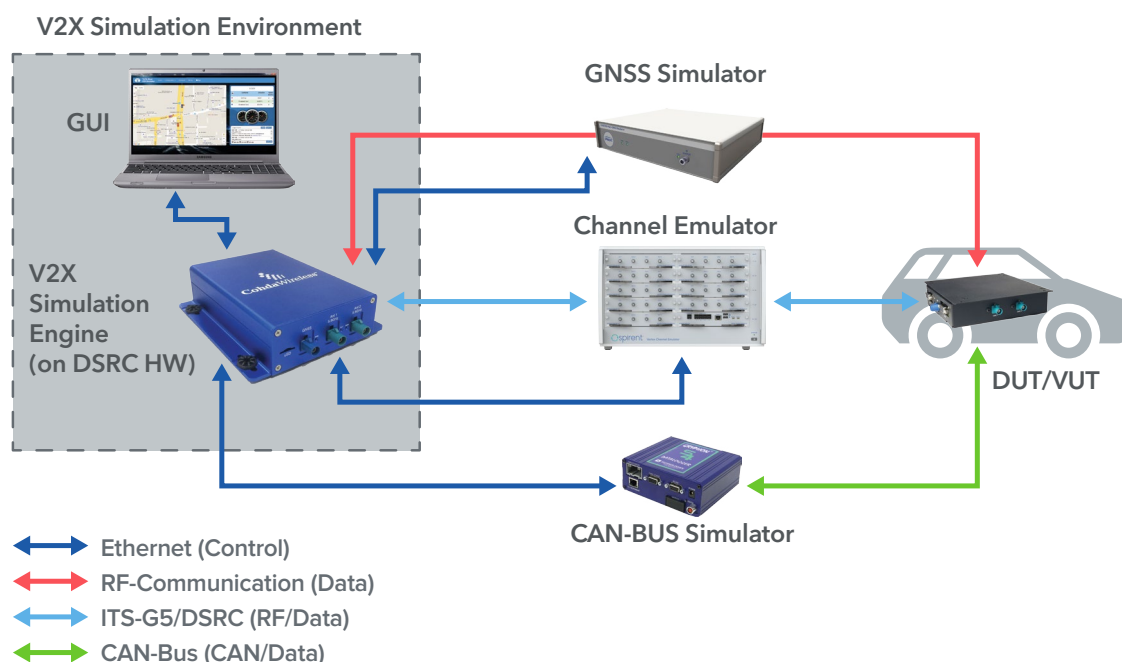 V2X Simulation Environment
GUI
GNSS Simulator
Channel Emulator
V2X
Simulation
Engine
(on DSRC HW)
CohdaWireless
spirent
DUT/VUT
CAN-BUS Simulator
Ethernet (Control)
RF-Communication (Data)
ITS-G5/DSRC (RF/Data)
CAN-Bus (CAN/Data)